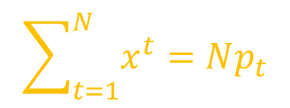 ∑_{t=1}^{N} x^t = Np_t